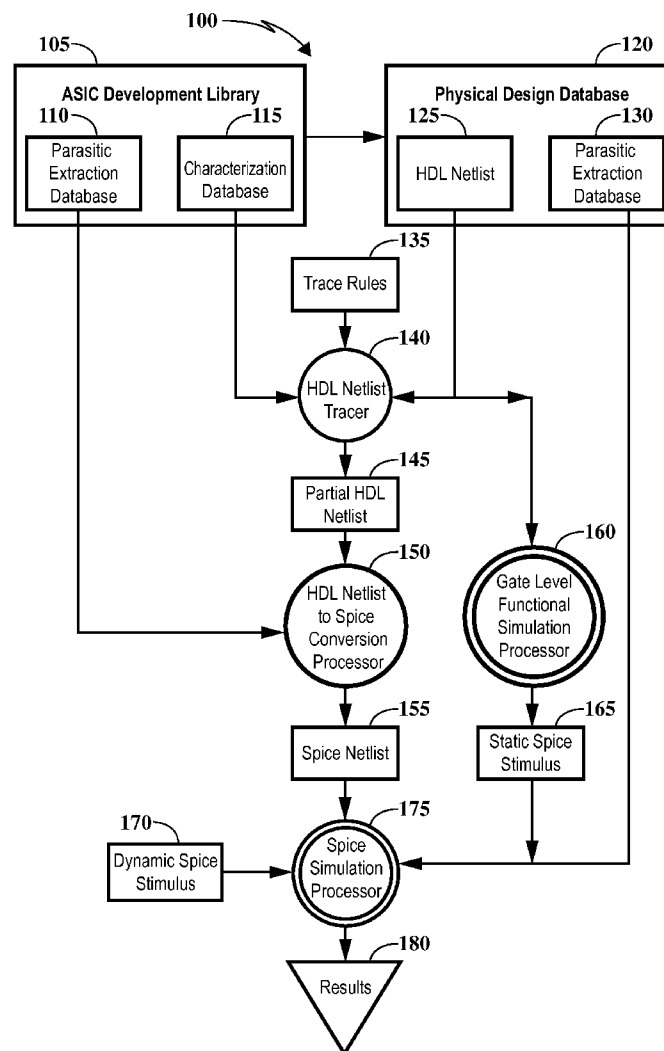 100
105
120
ASIC Development Library
Physical Design Database
110
115
125
130
Parasitic
Extraction
Database
Characterization
Database
HDL Netlist
Parasitic
Extraction
Database
135
Trace Rules
140
HDL Netlist
Tracer
145
Partial HDL
Netlist
150
160
HDL Netlist
to Spice
Conversion
Processor
Gate Level
Functional
Simulation
Processor
155
165
Spice Netlist
Static Spice
Stimulus
170
175
Dynamic Spice
Stimulus
Spice
Simulation
Processor
180
Results